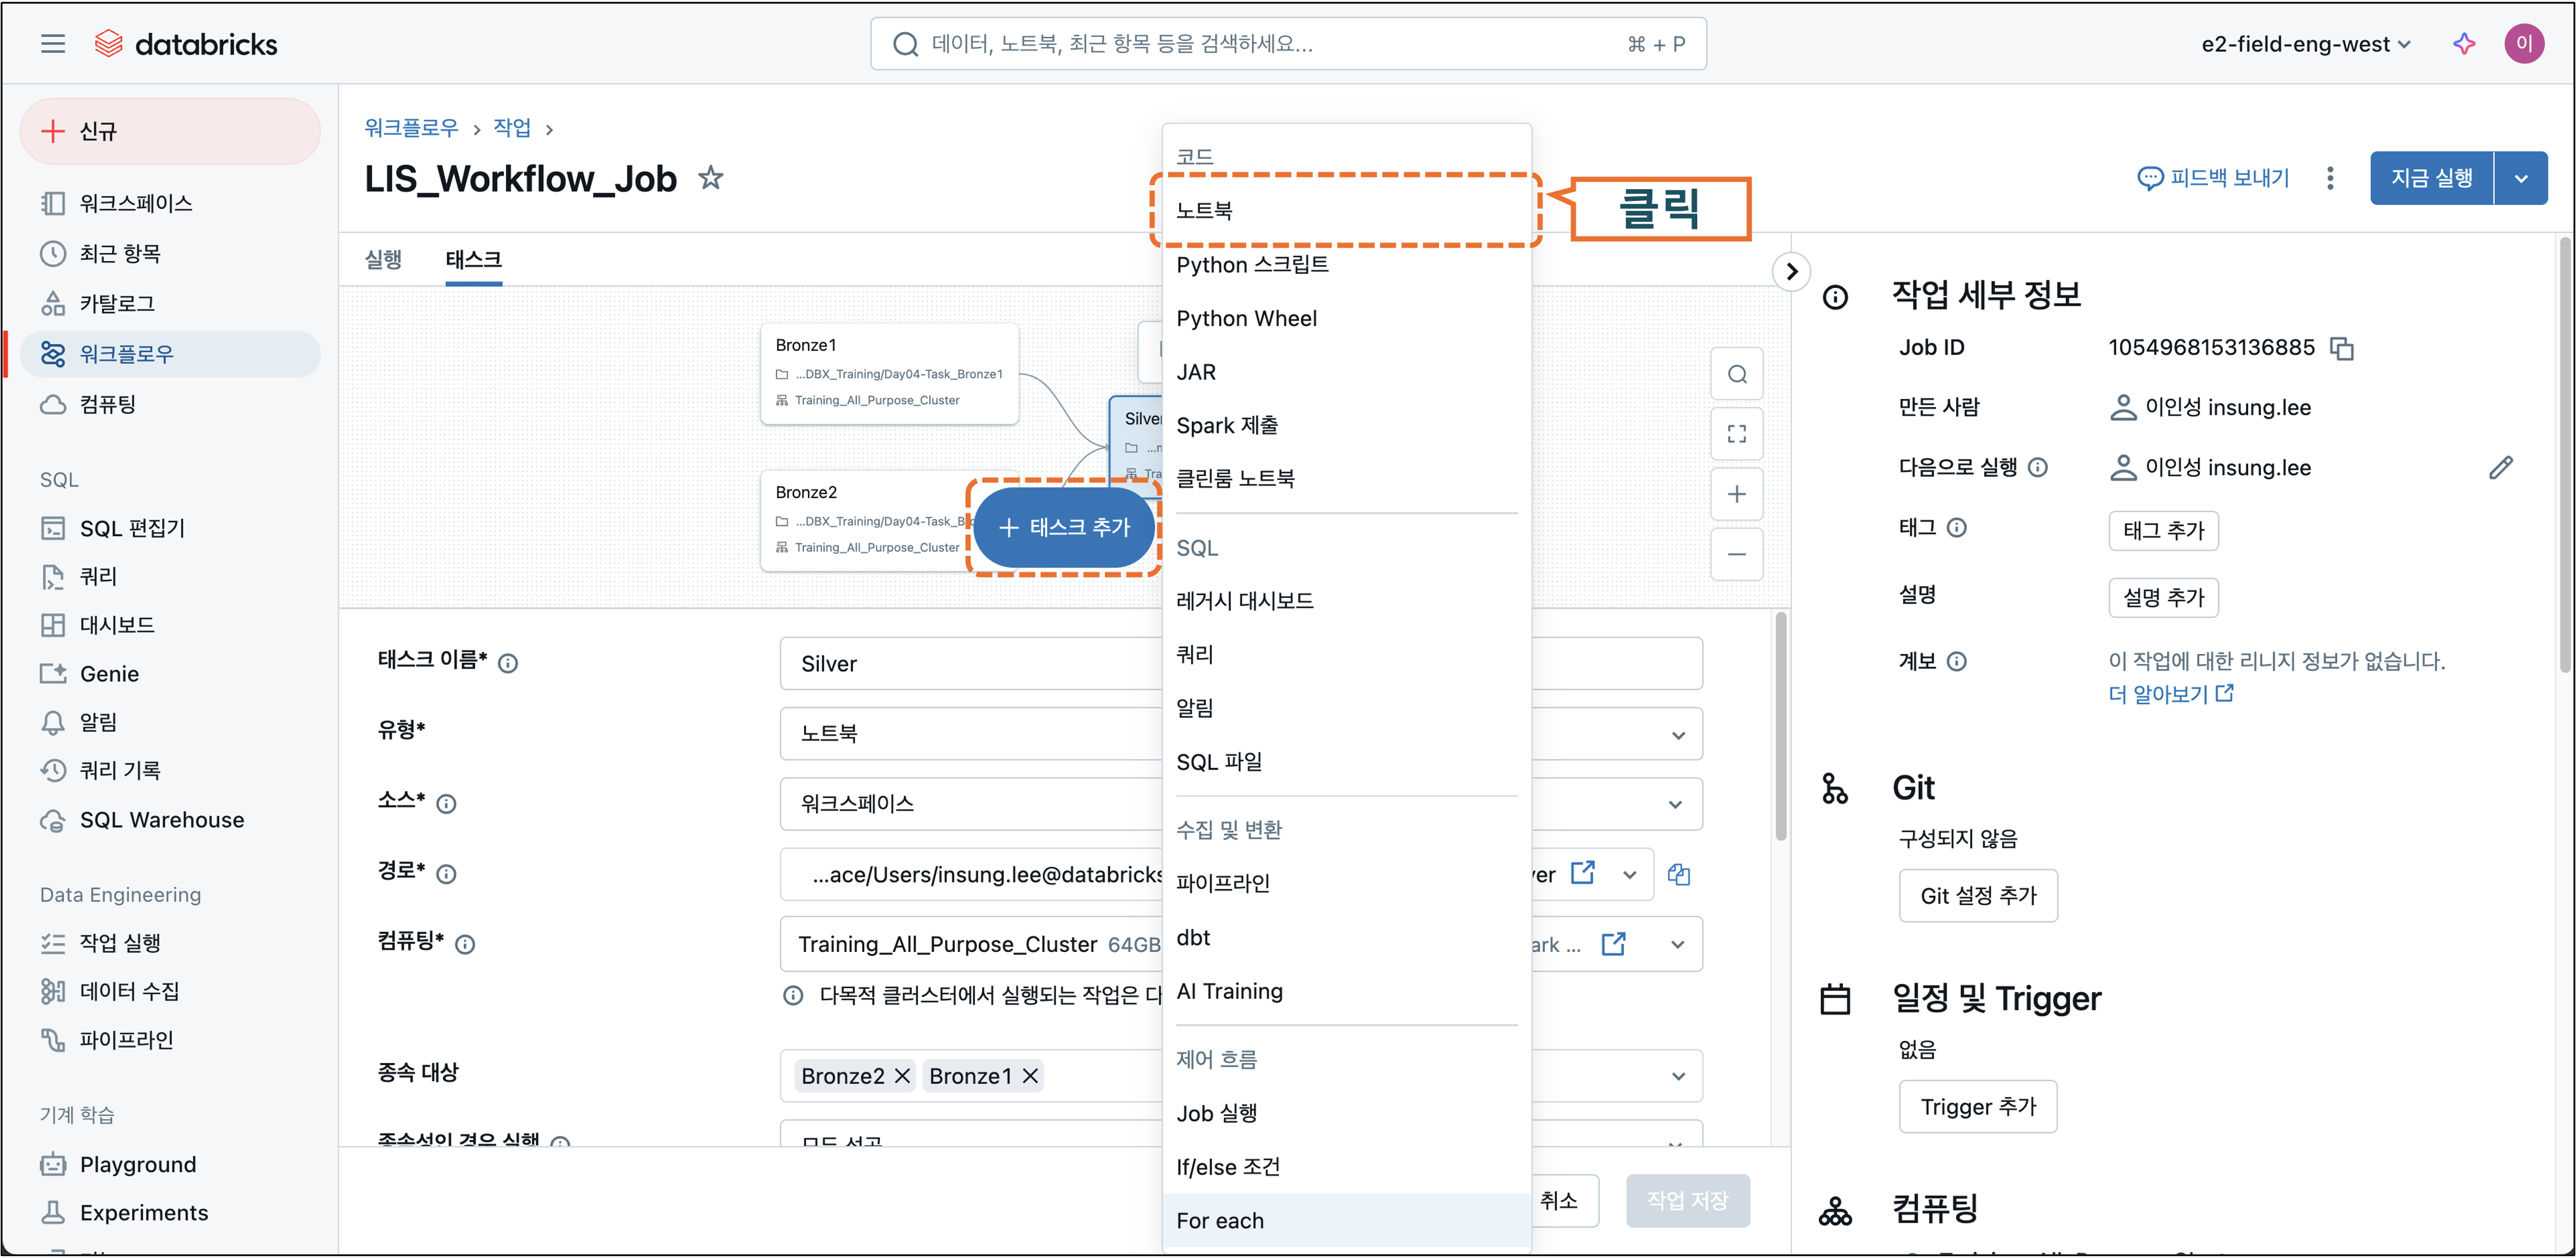 databricks
데이터, 노트북, 최근 항목 등을 검색하세요...
⌘ + P
e2-field-eng-west
이
신규
워크스페이스
최근 항목
카탈로그
워크플로우
컴퓨팅
SQL
SQL 편집기
쿼리
대시보드
Genie
알림
쿼리 기록
SQL Warehouse
Data Engineering
작업 실행
데이터 수집
파이프라인
기계 학습
Playground
Experiments
워크플로우 > 작업 >
LIS_Workflow_Job
피드백 보내기
지금 실행
실행
태스크
Bronze1
...DBX_Training/Day04-Task_Bronze1
Training_All_Purpose_Cluster
Bronze2
...DBX_Training/Day04-Task_Br
Training_All_Purpose_Cluster
Silver
Tra
+ 태스크 추가
코드
노트북
클릭
Python 스크립트
Python Wheel
JAR
Spark 제출
클린룸 노트북
SQL
레거시 대시보드
쿼리
알림
SQL 파일
수집 및 변환
파이프라인
dbt
AI Training
제어 흐름
Job 실행
If/else 조건
For each
태스크 이름*
Silver
유형*
노트북
소스*
워크스페이스
경로*
...ace/Users/insung.lee@databricks
ver
컴퓨팅*
Training_All_Purpose_Cluster 64GB
ark ...
다목적 클러스터에서 실행되는 작업은 다
종속 대상
Bronze2
Bronze1
종속성인 경우 실행
모두 성공
취소
작업 저장
작업 세부 정보
Job ID
1054968153136885
만든 사람
이인성 insung.lee
다음으로 실행
이인성 insung.lee
태그
태그 추가
설명
설명 추가
계보
이 작업에 대한 리니지 정보가 없습니다.
더 알아보기
Git
구성되지 않음
Git 설정 추가
일정 및 Trigger
없음
Trigger 추가
컴퓨팅